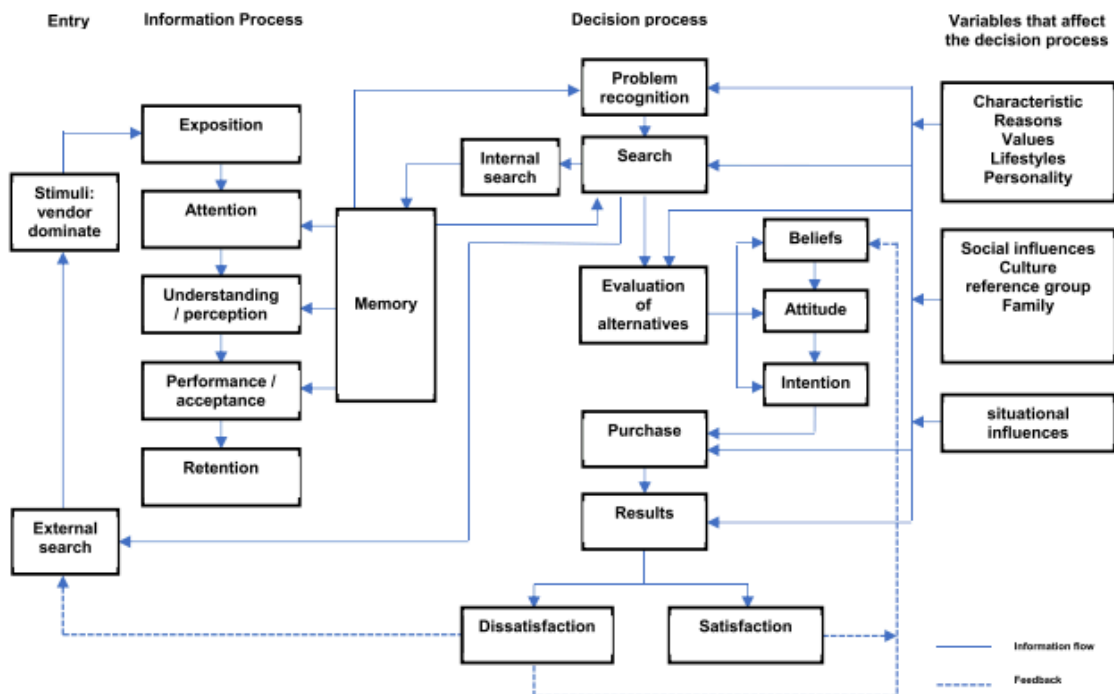 Entry
Information Process
Decision process
Variables that affect
the decision process
Problem
recognition
Characteristic
Reasons
Values
Lifestyles
Personality
Exposition
Internal
search
Search
Stimuli:
vendor
dominate
Attention
Memory
Beliefs
Social influences
Culture
reference group
Family
Understanding
/ perception
Evaluation
of
alternatives
Attitude
Performance /
acceptance
Intention
Purchase
situational
influences
Retention
External
search
Results
Dissatisfaction
Satisfaction
Information flow
Feedback